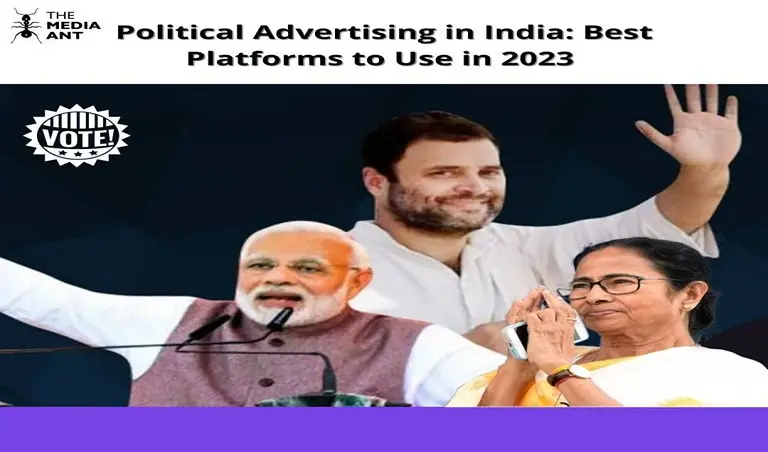 THE
MEDIA
ANT
Political Advertising in India: Best
Platforms to Use in 2023
VOTE!